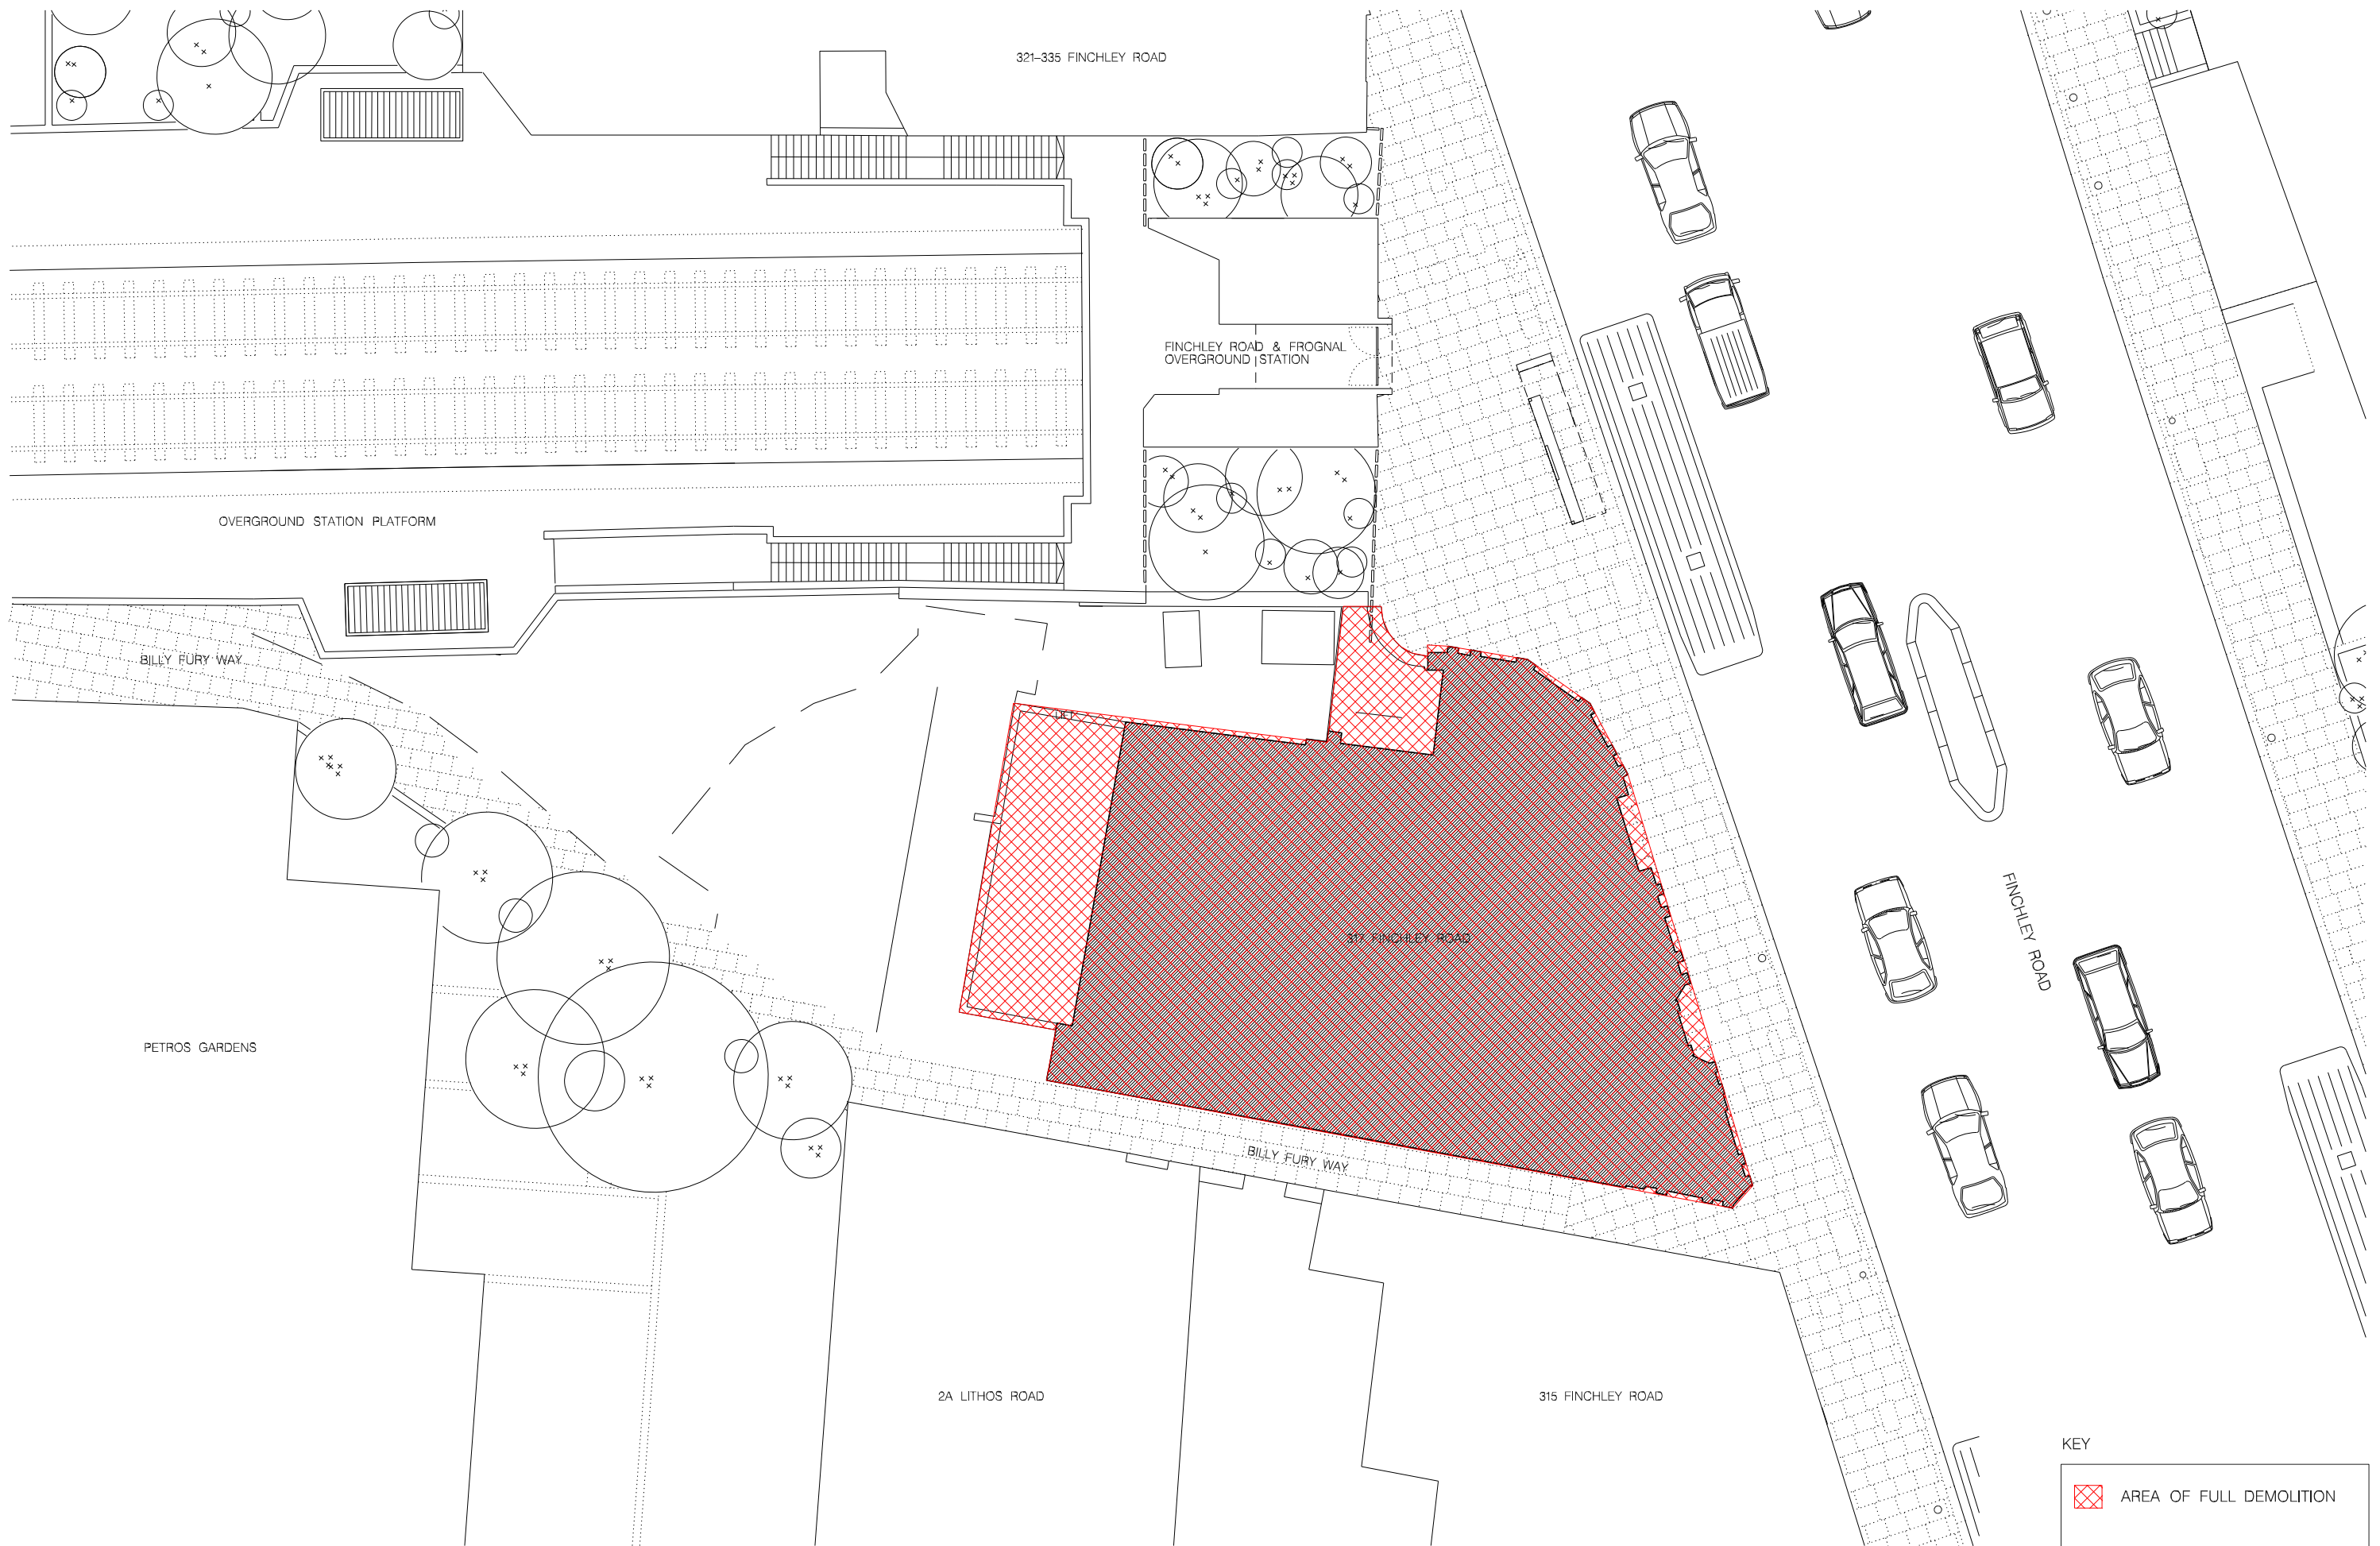 321-335 FINCHLEY ROAD
FINCHLEY ROAD & FROGNAL
OVERGROUND STATION
OVERGROUND STATION PLATFORM
BILLY FURY WAY
317 FINCHLEY ROAD
FINCHLEY ROAD
PETROS GARDENS
BILLY FURY WAY
2A LITHOS ROAD
315 FINCHLEY ROAD
KEY
AREA OF FULL DEMOLITION